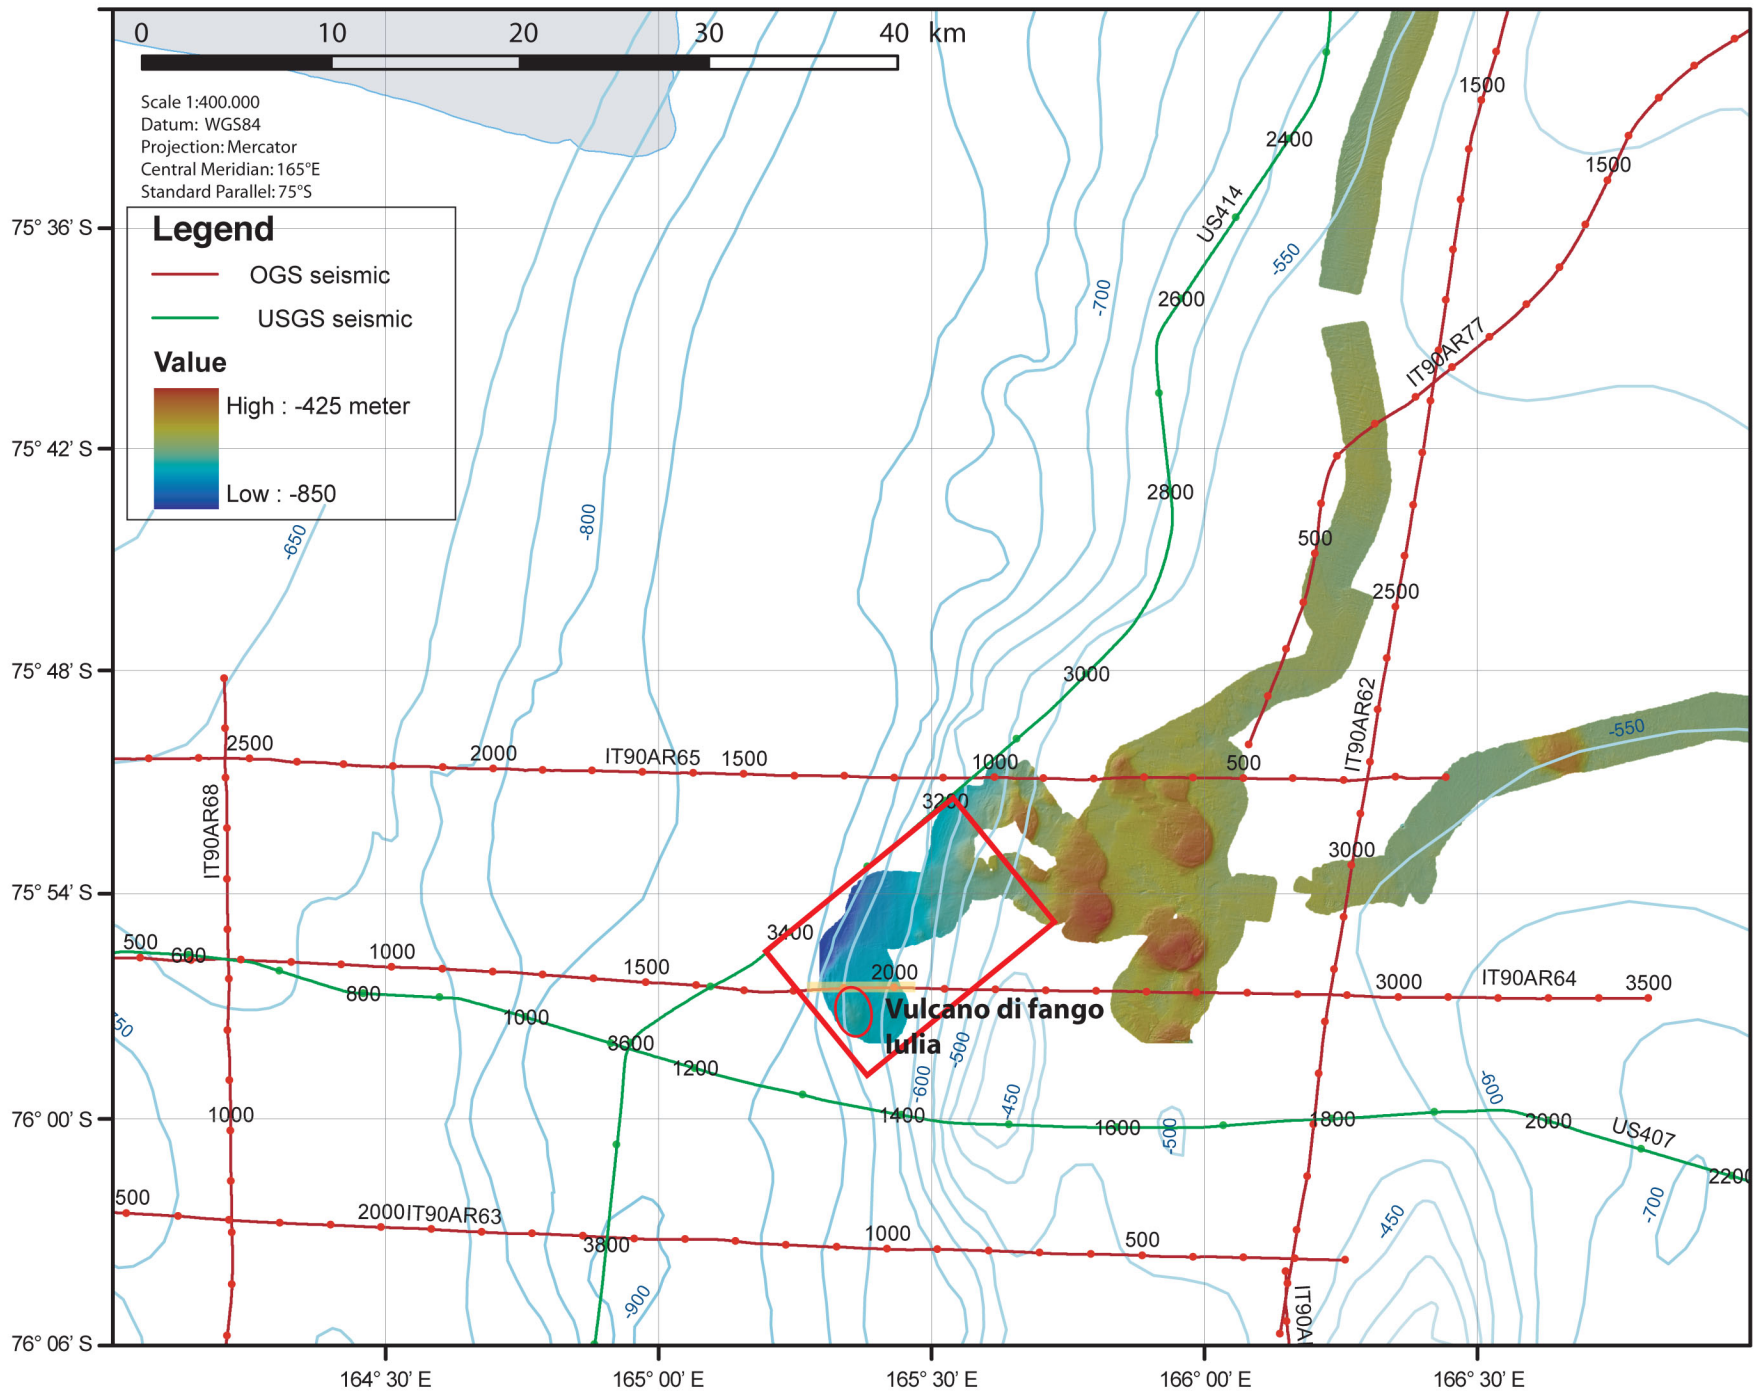 0 10 20 30 40 km
Scale 1:400.000
Datum: WGS84
Projection: Mercator
Central Meridian: 165°E
Standard Parallel: 75°S
Legend
OGS seismic
USGS seismic
Value
High : -425 meter
Low : -850
75° 36' S
75° 42' S
75° 48' S
75° 54' S
76° 00' S
76° 06' S
164° 30' E
165° 00' E
165° 30' E
166° 00' E
166° 30' E
1500
1500
2400
US414
-550
2600
-700
IT90AR77
2800
-800
-650
500
2500
3000
IT90AR62
-550
2500
2000
IT90AR65
1500
1000
500
3200
IT90AR68
3000
3400
500
600
1000
1500
2000
3000
IT90AR64
3500
800
1000
Vulcano di fango
Iulia
3600
1200
-500
-600
-450
-600
1000
1400
1600
-500
1800
2000
US407
2200
500
2000
IT90AR63
3800
1000
500
-450
-700
-900
IT90A